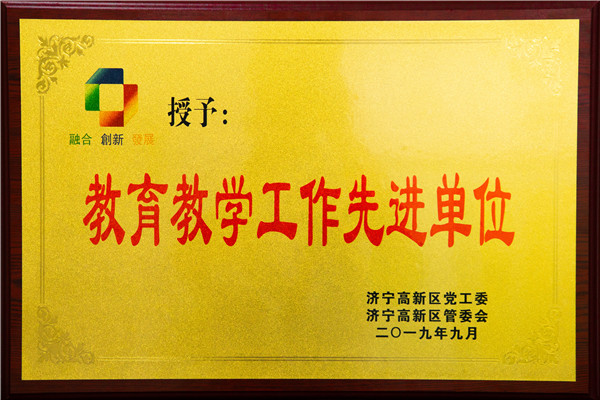 授予：
融合 創新 發展
教育教学工作先进单位
济宁高新区党工委
济宁高新区管委会
二〇一九年九月